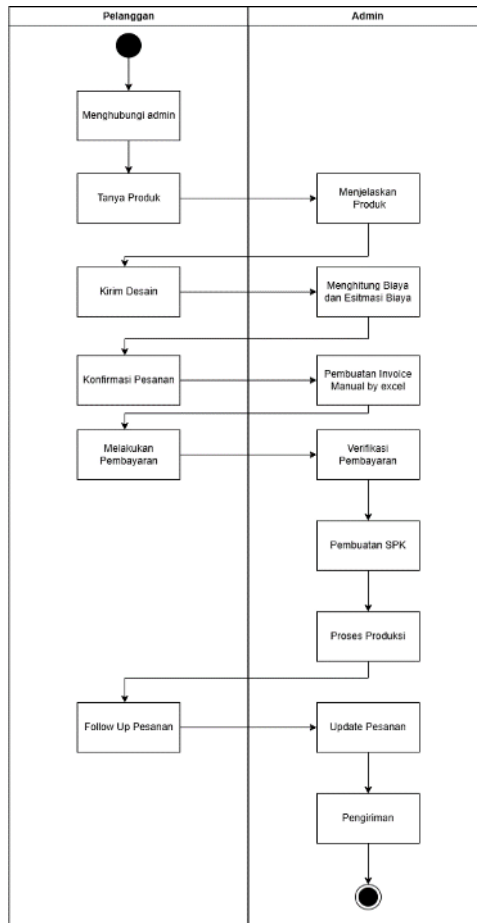 Pelanggan
Admin
Menghubungi admin
Tanya Produk
Menjelaskan
Produk
Kirim Desain
Menghitung Biaya
dan Esitmasi Biaya
Konfirmasi Pesanan
Pembuatan Invoice
Manual by excel
Melakukan
Pembayaran
Verifikasi
Pembayaran
Pembuatan SPK
Proses Produksi
Follow Up Pesanan
Update Pesanan
Pengiriman